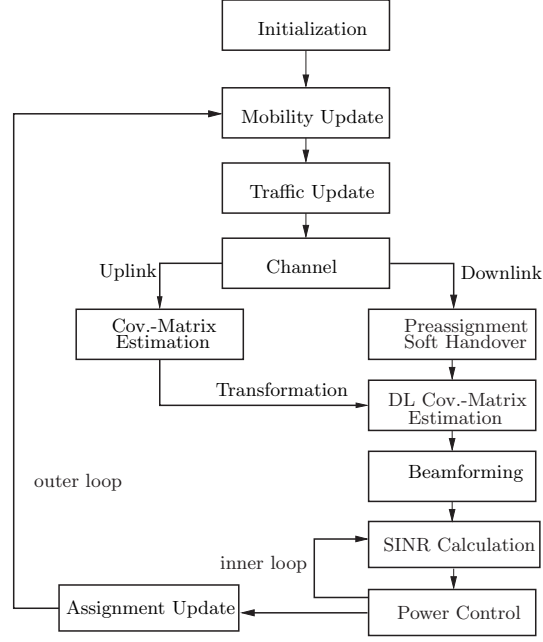 Initialization
Mobility Update
Traffic Update
Channel
Uplink
Downlink
Cov.-Matrix
Estimation
Preassignment
Soft Handover
Transformation
DL Cov.-Matrix
Estimation
Beamforming
outer loop
SINR Calculation
inner loop
Assignment Update
Power Control